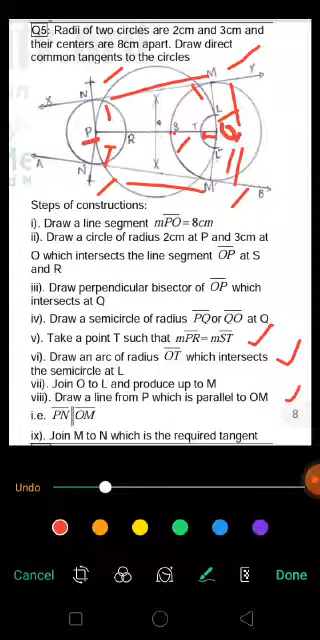 Q5: Radii of two circles are 2cm and 3cm and
their centers are 8cm apart. Draw direct
common tangents to the circles
M
Y
X
N
L
P
R
S
T
A
N
L
M
B
Steps of constructions:
i). Draw a line segment mPO = 8cm
ii). Draw a circle of radius 2cm at P and 3cm at
O which intersects the line segment OP at S
and R
iii). Draw perpendicular bisector of OP which
intersects at Q
iv). Draw a semicircle of radius PQ or QO at Q
v). Take a point T such that mPR = mST
vi). Draw an arc of radius OT which intersects
the semicircle at L
vii). Join O to L and produce up to M
viii). Draw a line from P which is parallel to OM
i.e. PN || OM
8
ix). Join M to N which is the required tangent
Undo
Cancel
Done